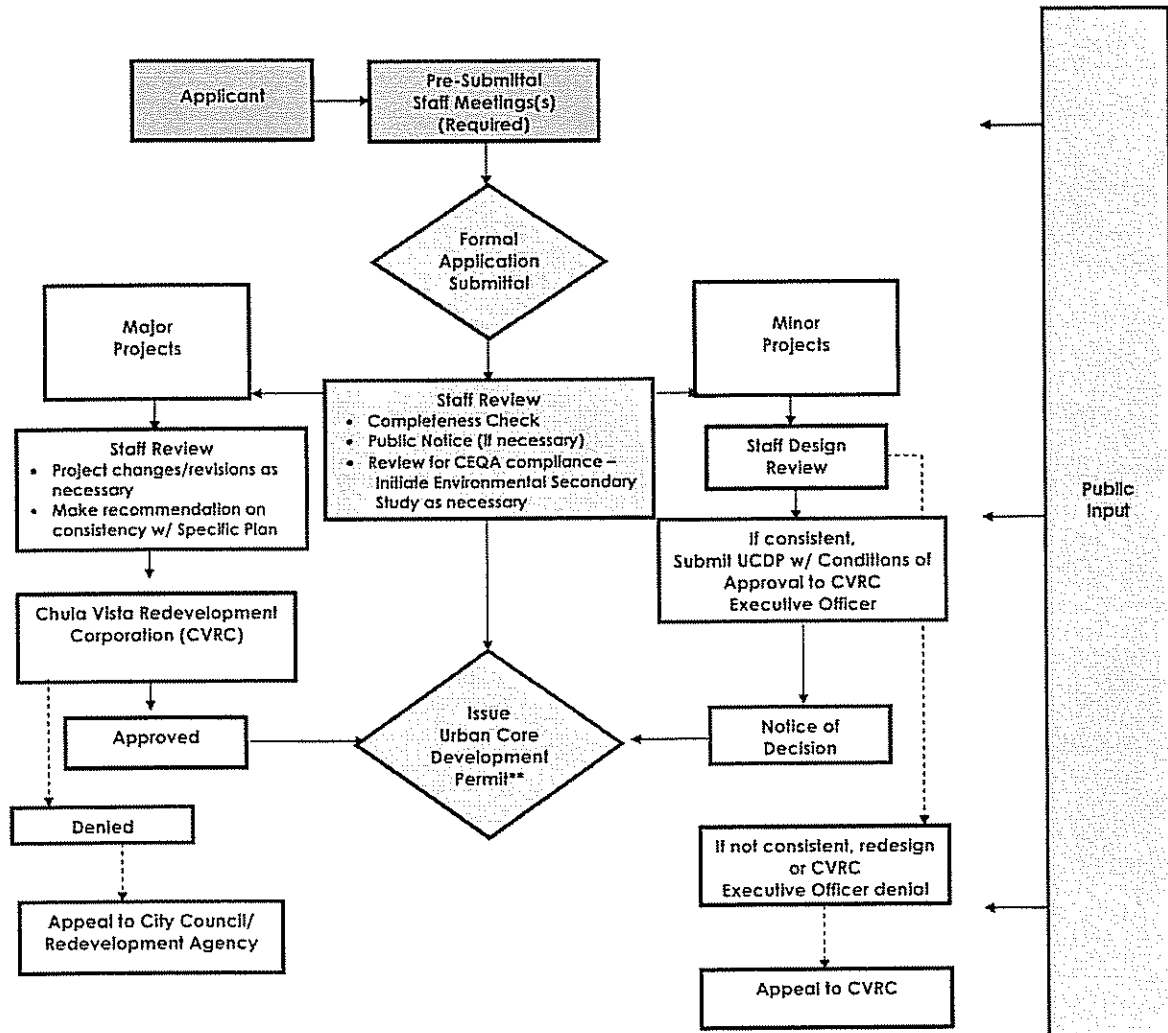 Applicant
Pre-Submittal
Staff Meetings(s)
(Required)
Formal
Application
Submittal
Major
Projects
Minor
Projects
Staff Review
• Completeness Check
• Public Notice (if necessary)
• Review for CEQA compliance –
Initiate Environmental Secondary
Study as necessary
Staff Review
• Project changes/revisions as
necessary
• Make recommendation on
consistency w/ Specific Plan
Staff Design
Review
Public
Input
If consistent,
Submit UCDP w/ Conditions of
Approval to CVRC
Executive Officer
Chula Vista Redevelopment
Corporation (CVRC)
Approved
Issue
Urban Core
Development
Permit**
Notice of
Decision
Denied
If not consistent, redesign
or CVRC
Executive Officer denial
Appeal to City Council/
Redevelopment Agency
Appeal to CVRC